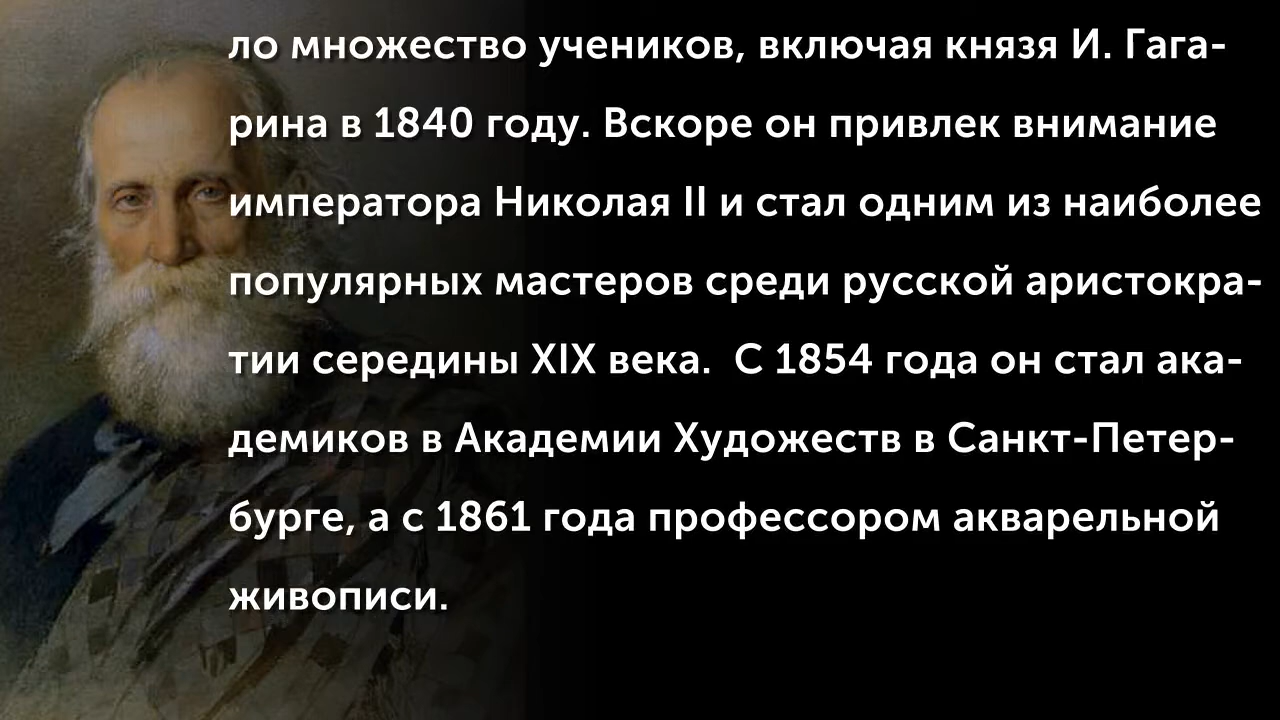 ло множество учеников, включая князя И. Гага-
рина в 1840 году. Вскоре он привлек внимание
императора Николая II и стал одним из наиболее
популярных мастеров среди русской аристокра-
тии середины XIX века.  С 1854 года он стал ака-
демиков в Академии Художеств в Санкт-Петер-
бурге, а с 1861 года профессором акварельной
живописи.